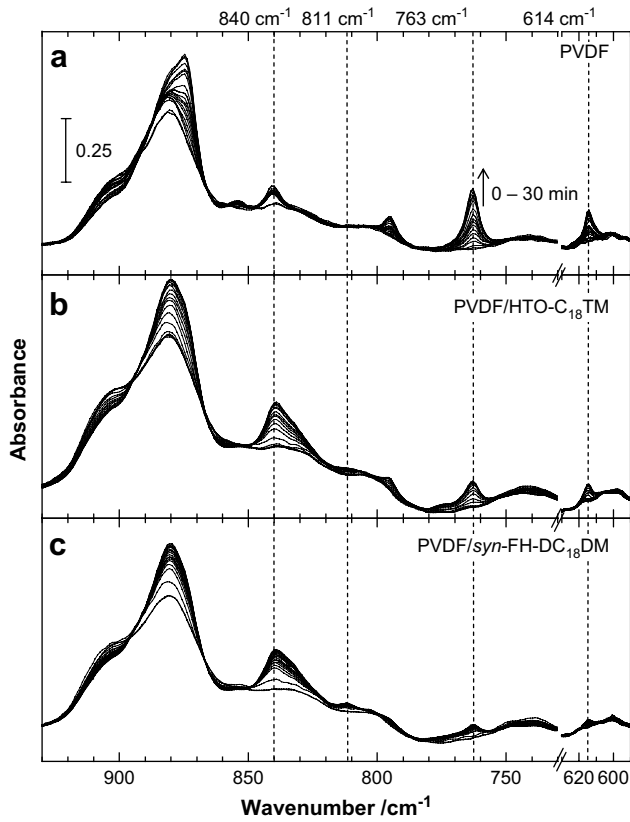 840 cm⁻¹ 811 cm⁻¹ 763 cm⁻¹ 614 cm⁻¹
a PVDF
0.25
0 – 30 min
b PVDF/HTO-C₁₈TM
Absorbance
c PVDF/syn-FH-DC₁₈DM
900 850 800 750 620 600
Wavenumber /cm⁻¹